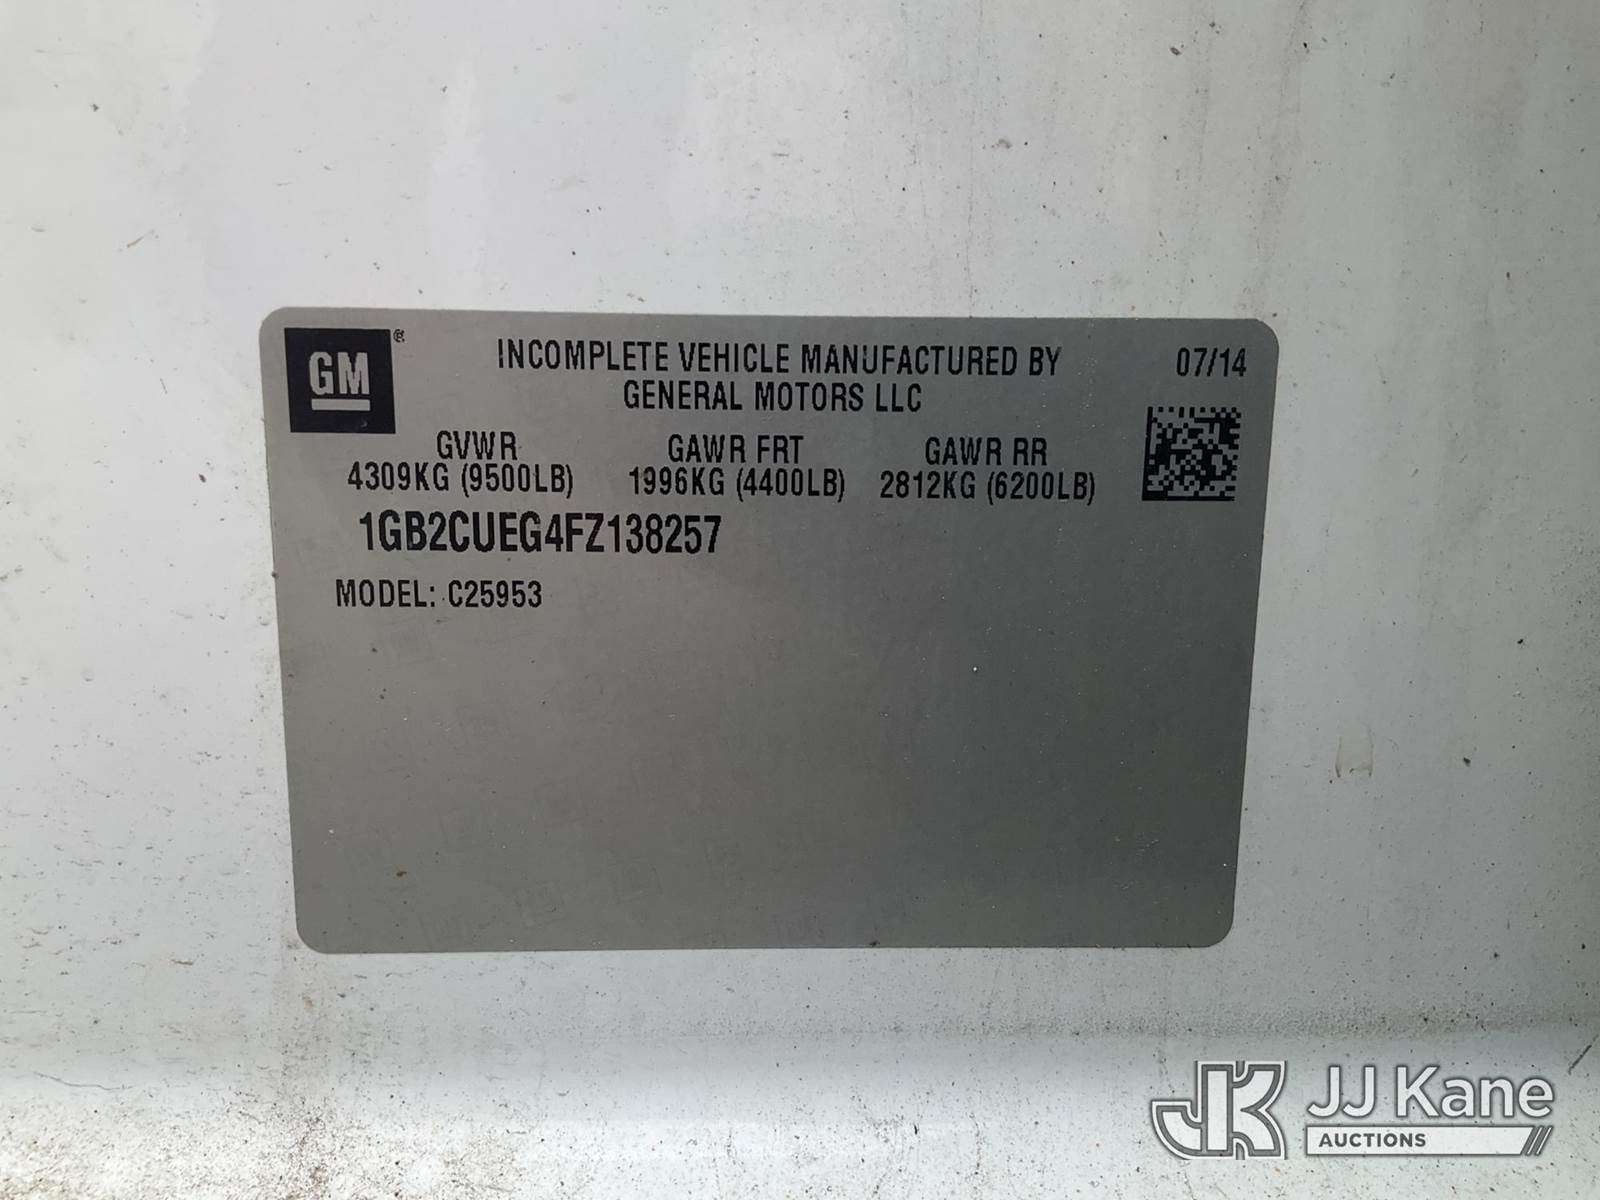 GM ®
INCOMPLETE VEHICLE MANUFACTURED BY 07/14
GENERAL MOTORS LLC
GVWR GAWR FRT GAWR RR
4309KG (9500LB) 1996KG (4400LB) 2812KG (6200LB)
1GB2CUEG4FZ138257
MODEL: C25953
JK JJ Kane
AUCTIONS